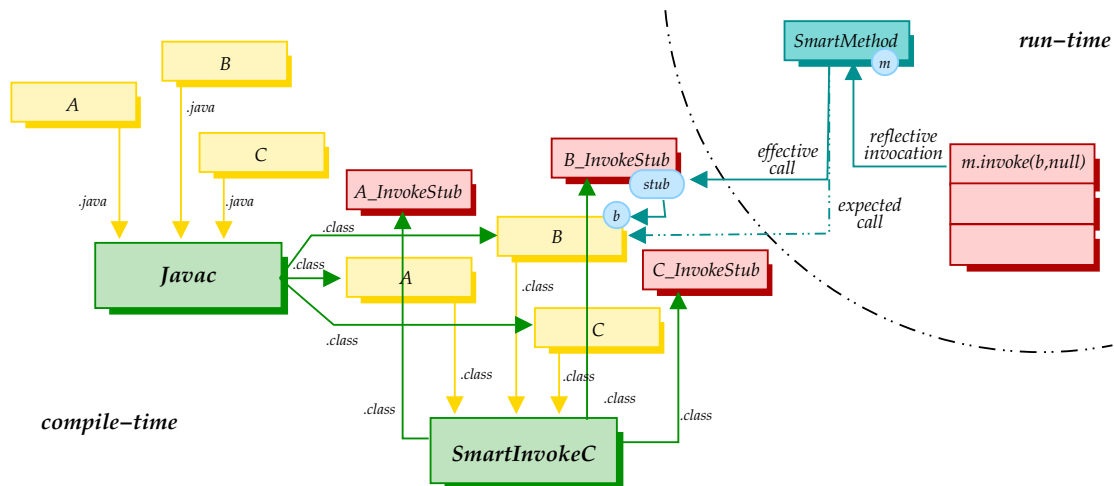 SmartMethod
run-time
m
B
A
.java
.java
C
.java
B_InvokeStub
effective
call
reflective
invocation
m.invoke(b,null)
A_InvokeStub
stub
b
expected
call
.class
B
Javac
.class
A
C_InvokeStub
.class
C
.class
.class
.class
.class
.class
.class
compile-time
SmartInvokeC